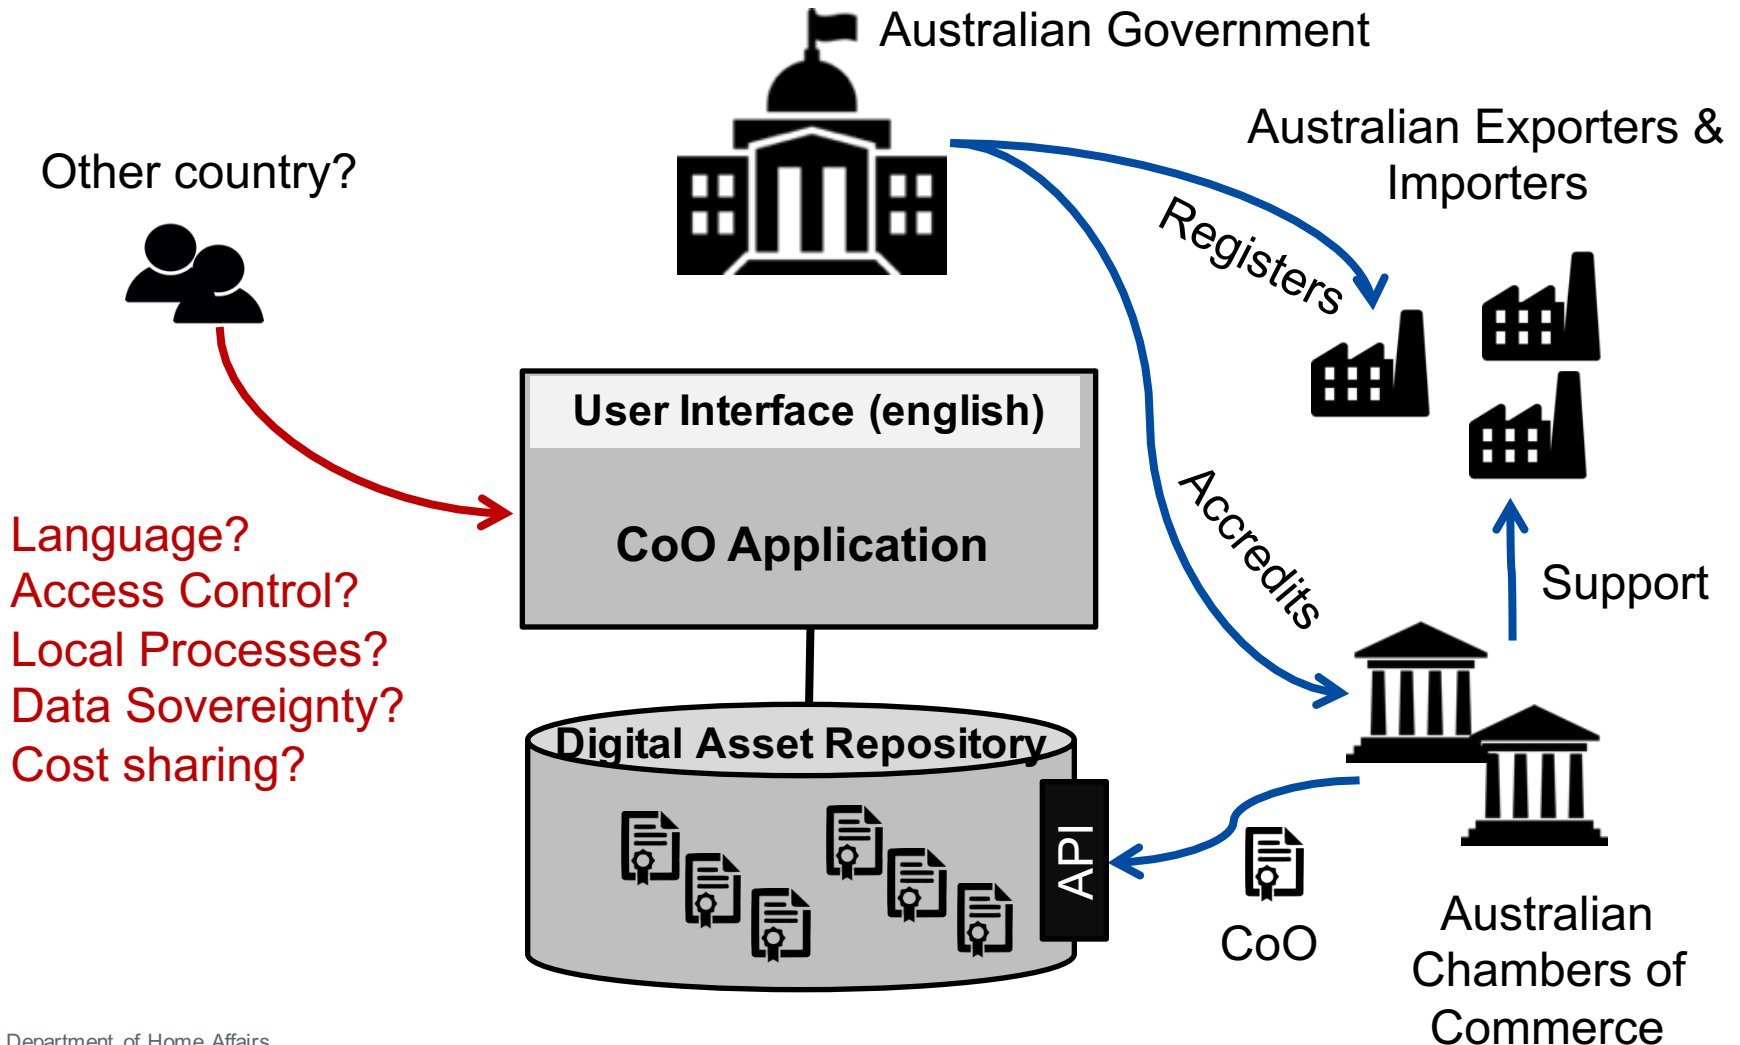 Australian Government
Australian Exporters &
Importers
Other country?
Registers
User Interface (english)
CoO Application
Accredits
Language?
Access Control?
Local Processes?
Data Sovereignty?
Cost sharing?
Support
Digital Asset Repository
API
CoO
Australian
Chambers of
Commerce
Department of Home Affairs